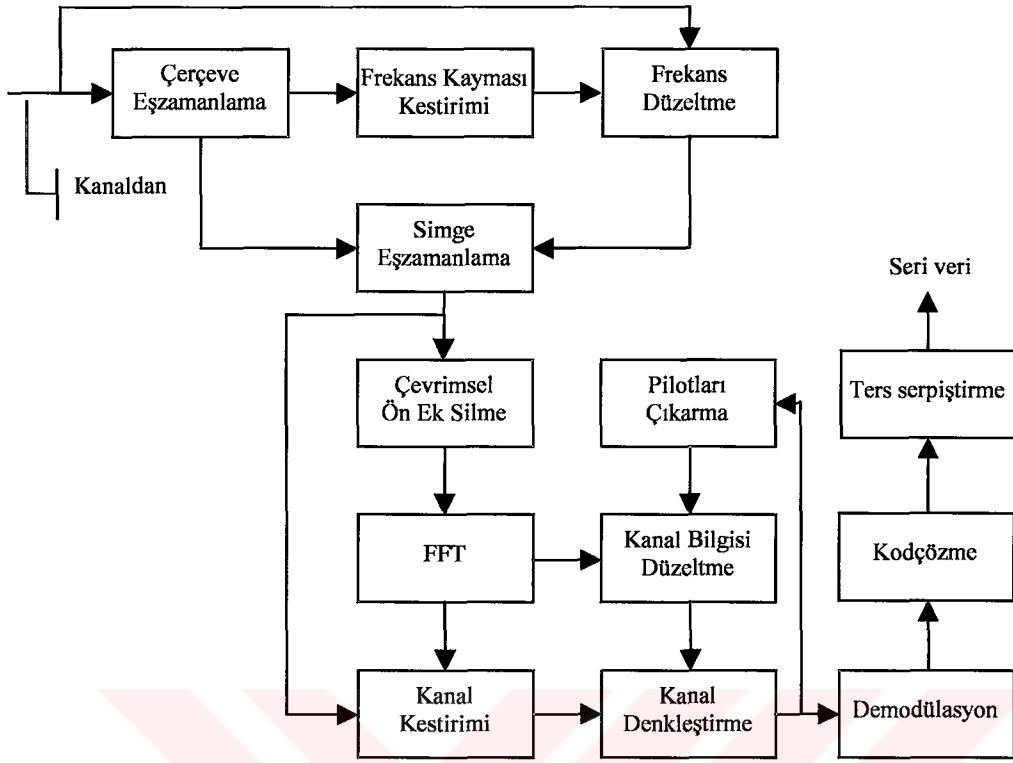 Çerçeve
Eşzamanlama
Frekans Kayması
Kestirimi
Frekans
Düzeltme
Kanaldan
Simge
Eşzamanlama
Seri veri
Çevrimsel
Ön Ek Silme
Pilotları
Çıkarma
Ters serpiştirme
FFT
Kanal Bilgisi
Düzeltme
Kodçözme
Kanal
Kestirimi
Kanal
Denkleştirme
Demodülasyon